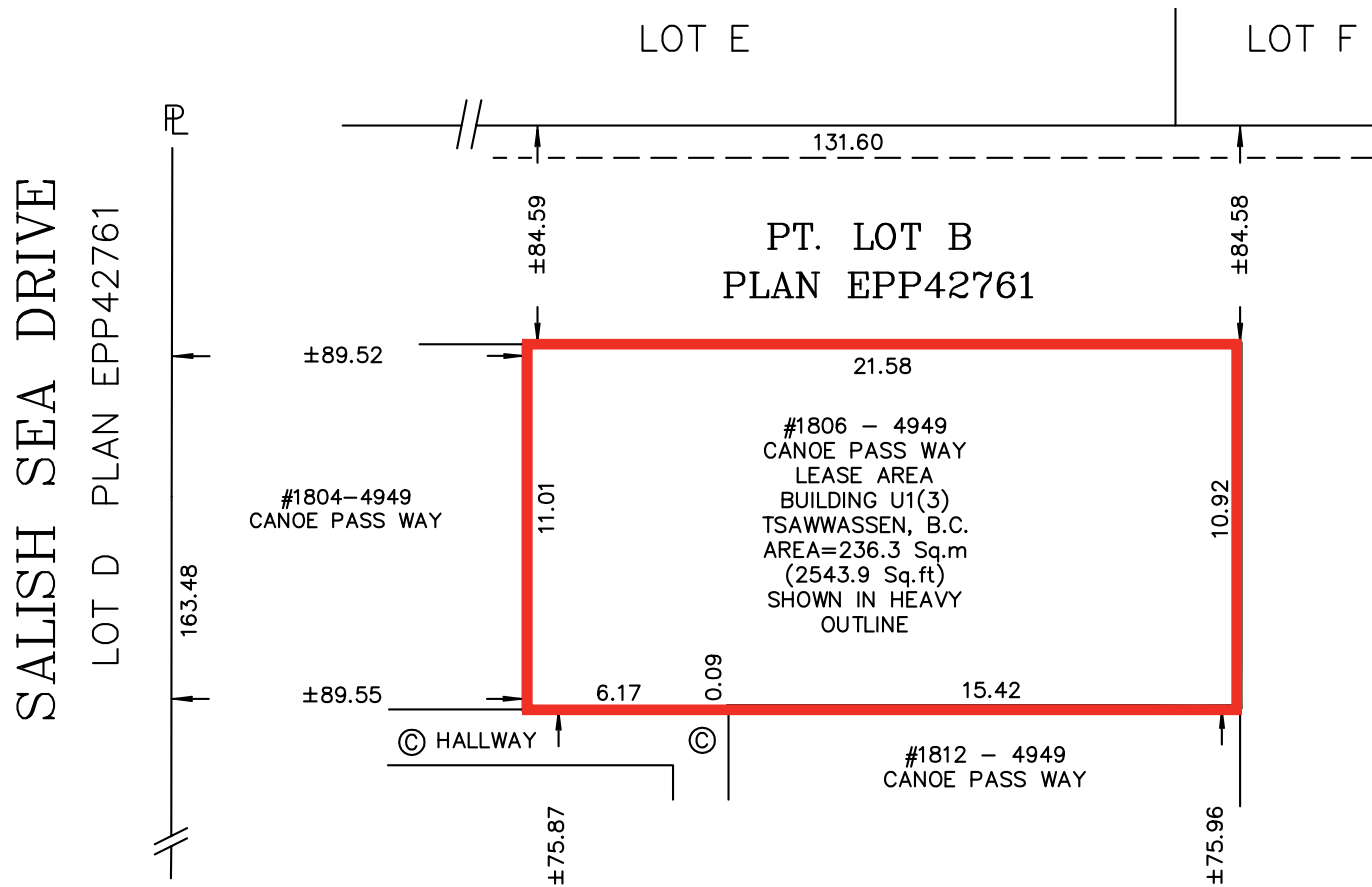 LOT E
LOT F
PL
131.60
±84.59
±84.58
PT. LOT B
PLAN EPP42761
SALISH SEA DRIVE
LOT D PLAN EPP42761
163.48
±89.52
21.58
#1804-4949
CANOE PASS WAY
11.01
#1806 - 4949
CANOE PASS WAY
LEASE AREA
BUILDING U1(3)
TSAWWASSEN, B.C.
AREA=236.3 Sq.m
(2543.9 Sq.ft)
SHOWN IN HEAVY
OUTLINE
10.92
±89.55
6.17
0.09
15.42
Ⓒ HALLWAY
Ⓒ
#1812 - 4949
CANOE PASS WAY
±75.87
±75.96